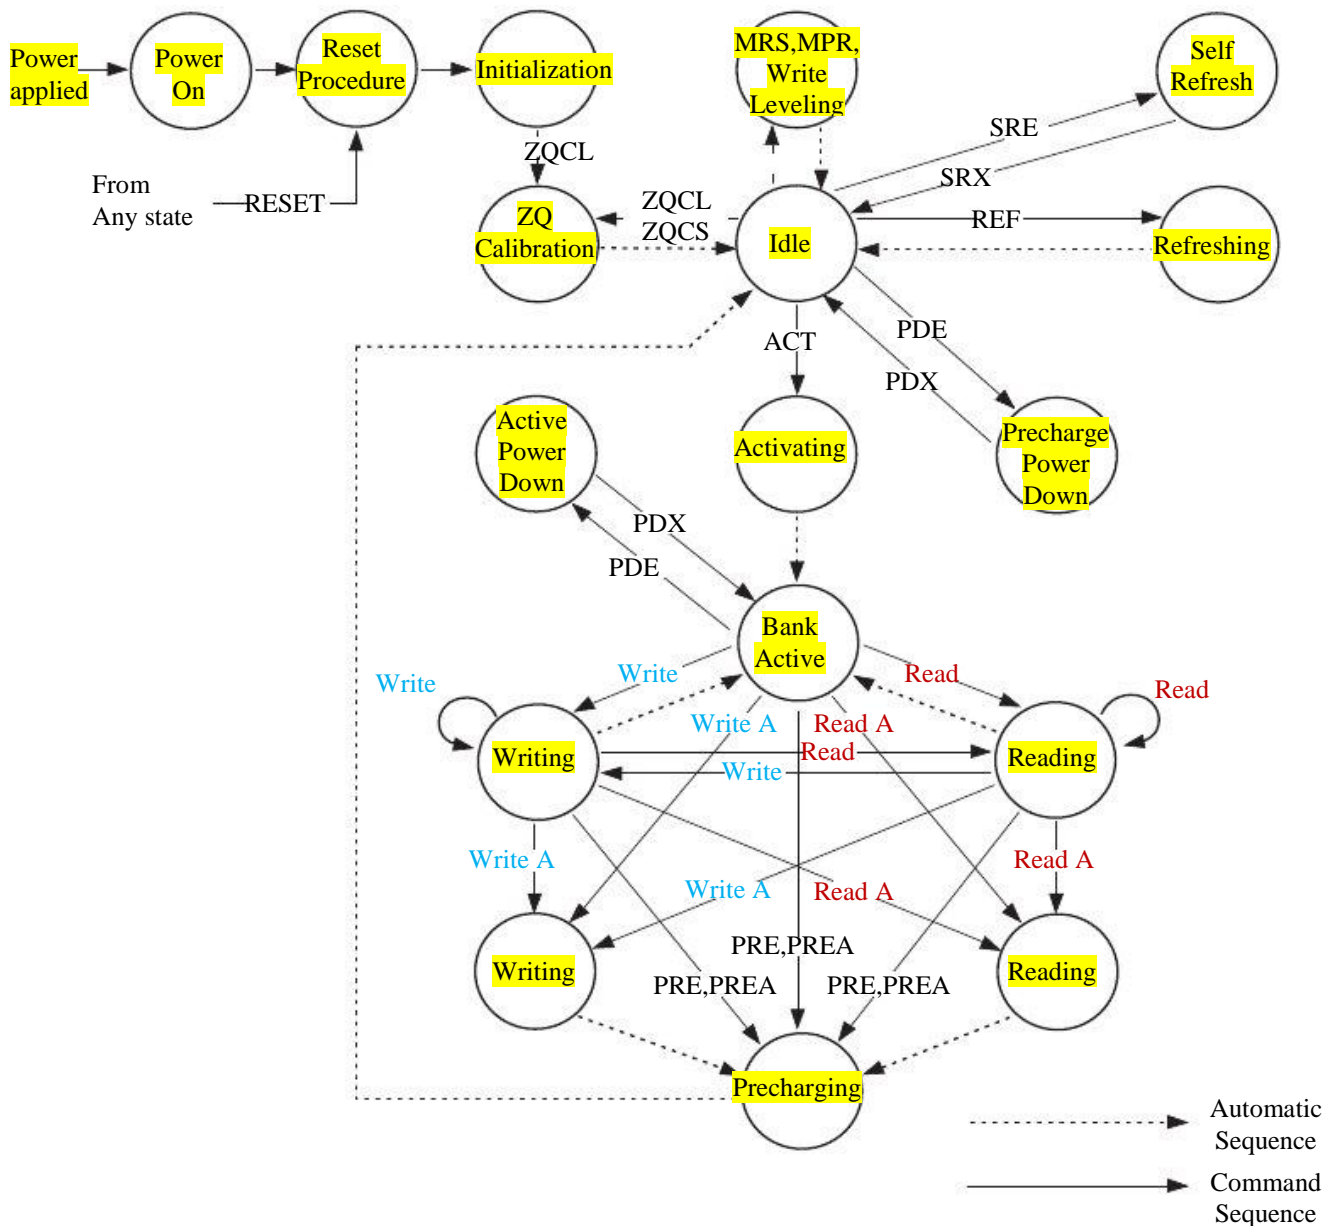 Power
applied
Power
On
Reset
Procedure
Initialization
MRS,MPR,
Write
Leveling
Self
Refresh
From
Any state
RESET
ZQCL
ZQ
Calibration
ZQCL
ZQCS
Idle
SRE
SRX
REF
Refreshing
ACT
PDE
PDX
Active
Power
Down
Activating
Precharge
Power
Down
PDX
PDE
Bank
Active
Write
Write
Read
Read
Write A
Read A
Writing
Read
Write
Reading
Write A
Read A
Write A
Read A
Writing
PRE,PREA
Reading
PRE,PREA
PRE,PREA
Precharging
Automatic
Sequence
Command
Sequence